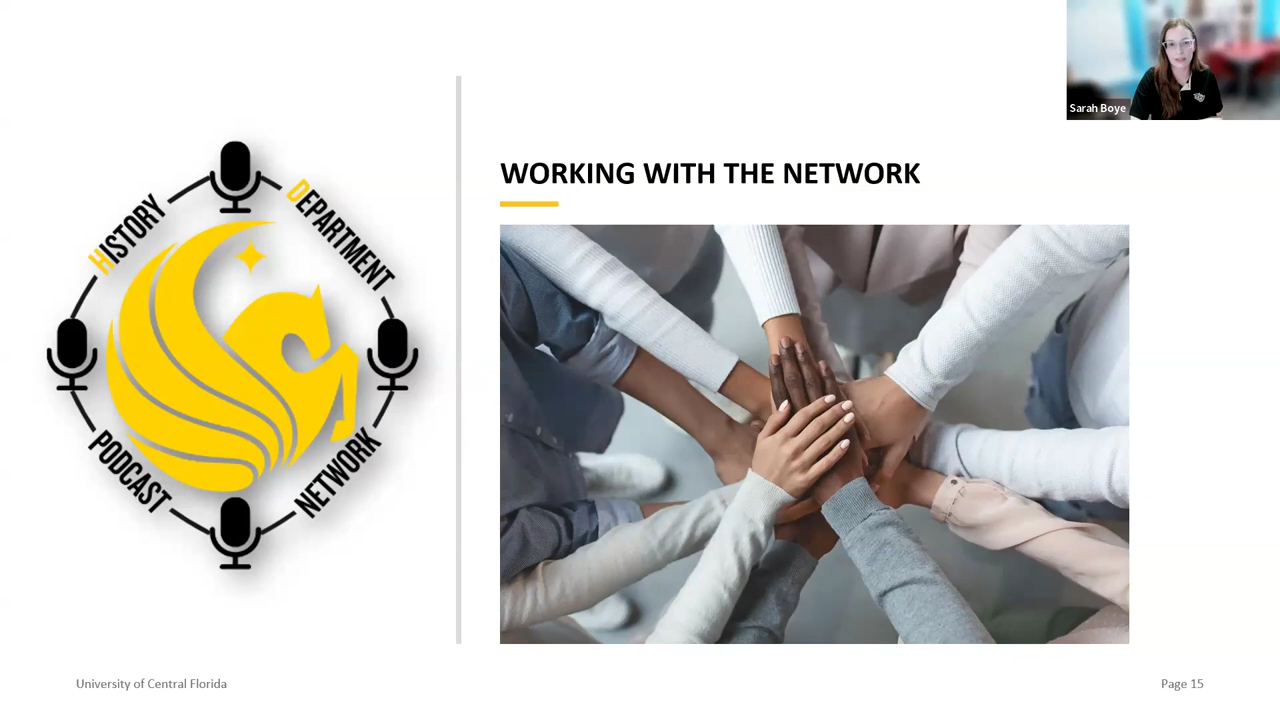 Sarah Boye
HISTORY
DEPARTMENT
PODCAST
NETWORK
WORKING WITH THE NETWORK
University of Central Florida
Page 15